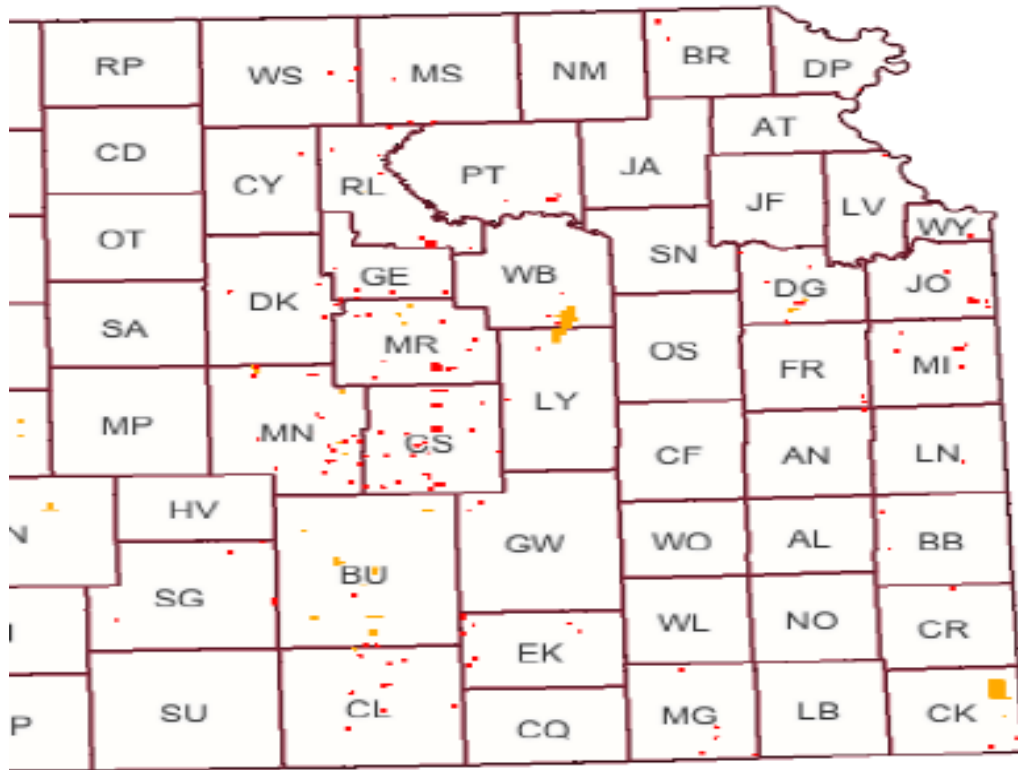 RP WS MS NM BR DP
CD CY RL PT JA AT
JF LV WY
OT GE WB SN DG JO
SA DK MR OS FR MI
MP MN CS LY CF AN LN
N HV GW WO AL BB
SG BU WL NO CR
EK
P SU CL CQ MG LB CK